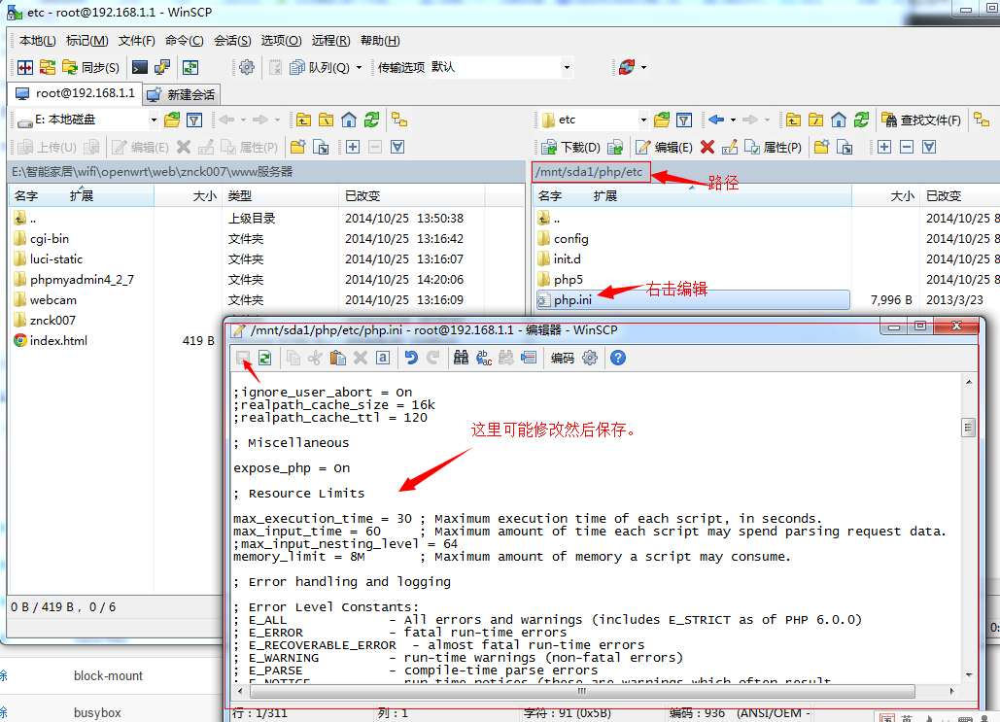 etc - root@192.168.1.1 - WinSCP
本地(L) 标记(M) 文件(F) 命令(C) 会话(S) 选项(O) 远程(R) 帮助(H)
同步(S) 队列(Q) 传输选项 默认
root@192.168.1.1 新建会话
E: 本地磁盘
etc 查找文件(F)
上传(U) 编辑(E) 属性(P)
下载(D) 编辑(E) 属性(P)
E:\智能家居\wifi\openwrt\web\znck007\www服务器
/mnt/sda1/php/etc
路径
名字 扩展 大小 类型 已改变
.. 上级目录 2014/10/25 13:50:38
cgi-bin 文件夹 2014/10/25 13:16:42
luci-static 文件夹 2014/10/25 13:16:07
phpmyadmin4_2_7 文件夹 2014/10/25 14:20:06
webcam 文件夹 2014/10/25 13:16:09
znck007
index.html 419 B
名字 扩展 大小 已改变
.. 2014/10/25 8
config 2014/10/25 8
init.d 2014/10/25 8
php5 2014/10/25 8
php.ini 7,996 B 2013/3/23
右击编辑
/mnt/sda1/php/etc/php.ini - root@192.168.1.1 - 编辑器 - WinSCP
编码
;ignore_user_abort = On
;realpath_cache_size = 16k
;realpath_cache_ttl = 120
; Miscellaneous
这里可能修改然后保存。
expose_php = On
; Resource Limits
max_execution_time = 30 ; Maximum execution time of each script, in seconds.
max_input_time = 60 ; Maximum amount of time each script may spend parsing request data.
;max_input_nesting_level = 64
memory_limit = 8M ; Maximum amount of memory a script may consume.
; Error handling and logging
; Error Level Constants:
; E_ALL - All errors and warnings (includes E_STRICT as of PHP 6.0.0)
; E_ERROR - fatal run-time errors
; E_RECOVERABLE_ERROR - almost fatal run-time errors
; E_WARNING - run-time warnings (non-fatal errors)
; E_PARSE - compile-time parse errors
; E_NOTICE - run-time notices (these are warnings which often result
行: 1/311 列: 1 字符: 91 (0x5B) 编码: 936 (ANSI/OEM -
0 B / 419 B, 0 / 6
0:
block-mount
busybox
英